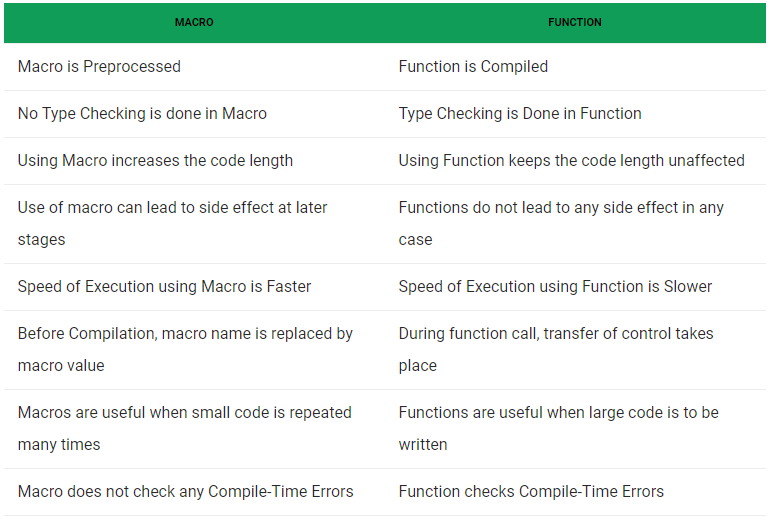 MACRO FUNCTION
Macro is Preprocessed Function is Compiled
No Type Checking is done in Macro Type Checking is Done in Function
Using Macro increases the code length Using Function keeps the code length unaffected
Use of macro can lead to side effect at later Functions do not lead to any side effect in any
stages case
Speed of Execution using Macro is Faster Speed of Execution using Function is Slower
Before Compilation, macro name is replaced by During function call, transfer of control takes
macro value place
Macros are useful when small code is repeated Functions are useful when large code is to be
many times written
Macro does not check any Compile-Time Errors Function checks Compile-Time Errors